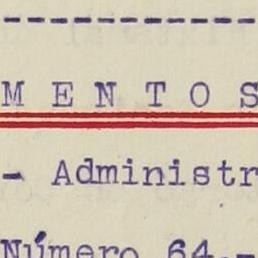 M E N T O S
- Administr
Número 64.-